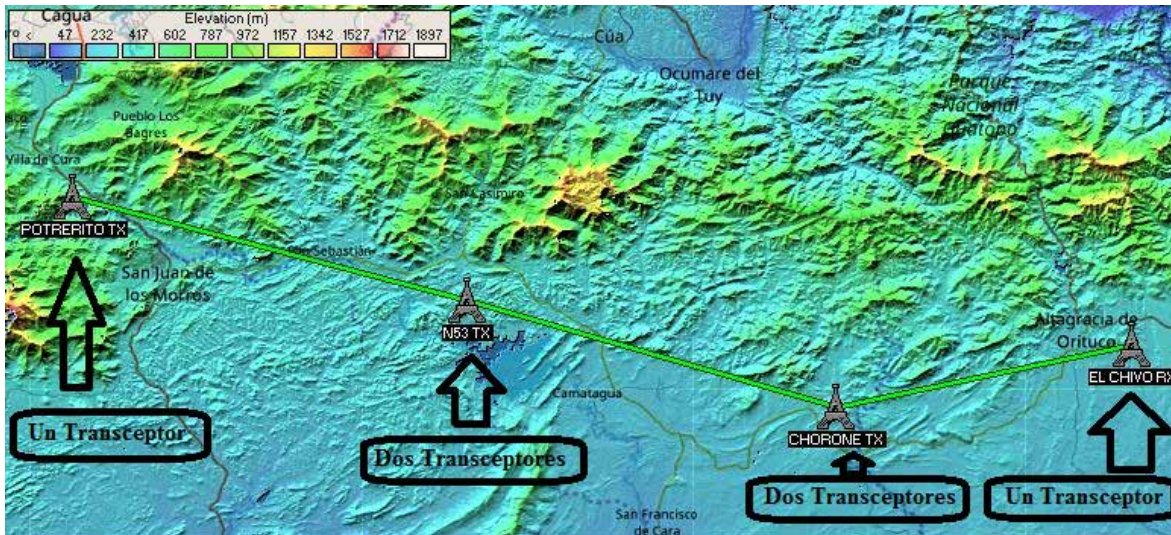 Cagua
Elevation (m)
º < 47 232 417 602 787 972 1157 1342 1527 1712 1897
Cúa
Ocumare del
Tuy
Parque
Nacional
Guatopo
Pueblo Los
Bagres
Villa de Cura
San Casimiro
POTRERITO TX
San Sebastián
San Juan de
los Morros
N53 TX
Altagracia de
Orituco
EL CHIVO RX
Camatagua
CHORONE TX
Un Transceptor
Dos Transceptores
Dos Transceptores
Un Transceptor
San Francisco
de Cara